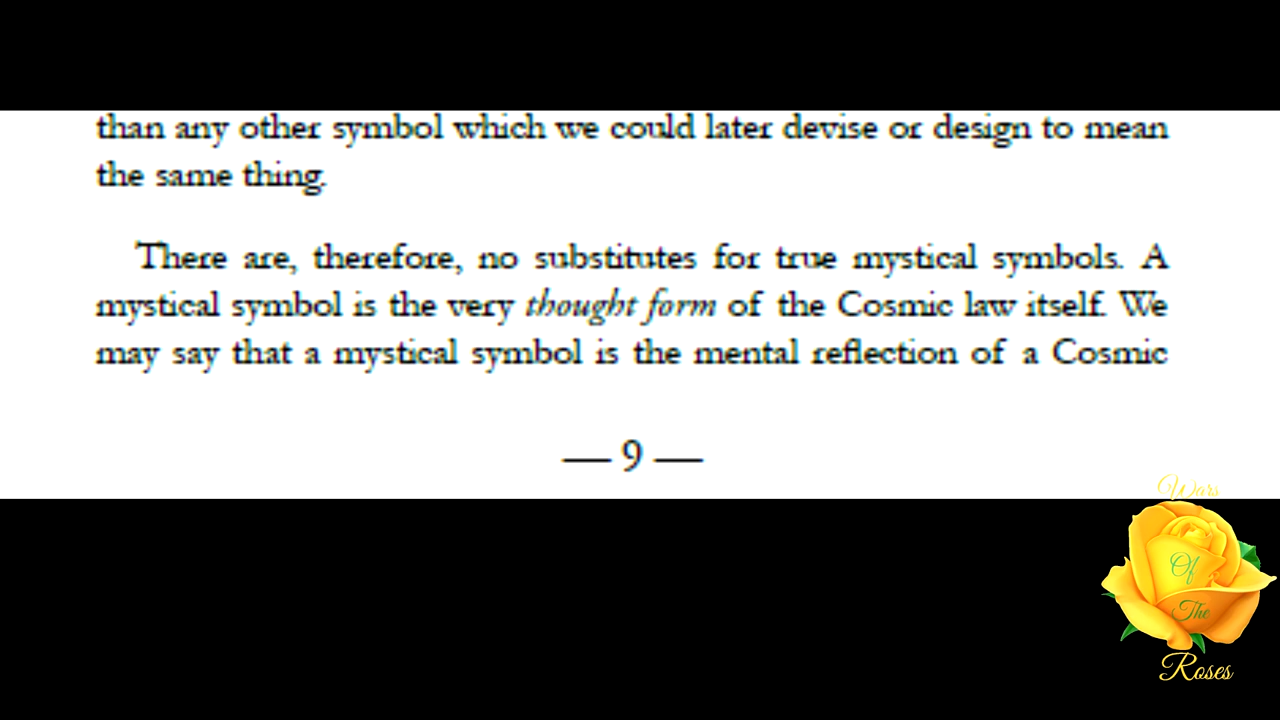 than any other symbol which we could later devise or design to mean
the same thing.
There are, therefore, no substitutes for true mystical symbols. A
mystical symbol is the very thought form of the Cosmic law itself. We
may say that a mystical symbol is the mental reflection of a Cosmic
— 9 —
Wars
Of
The
Roses